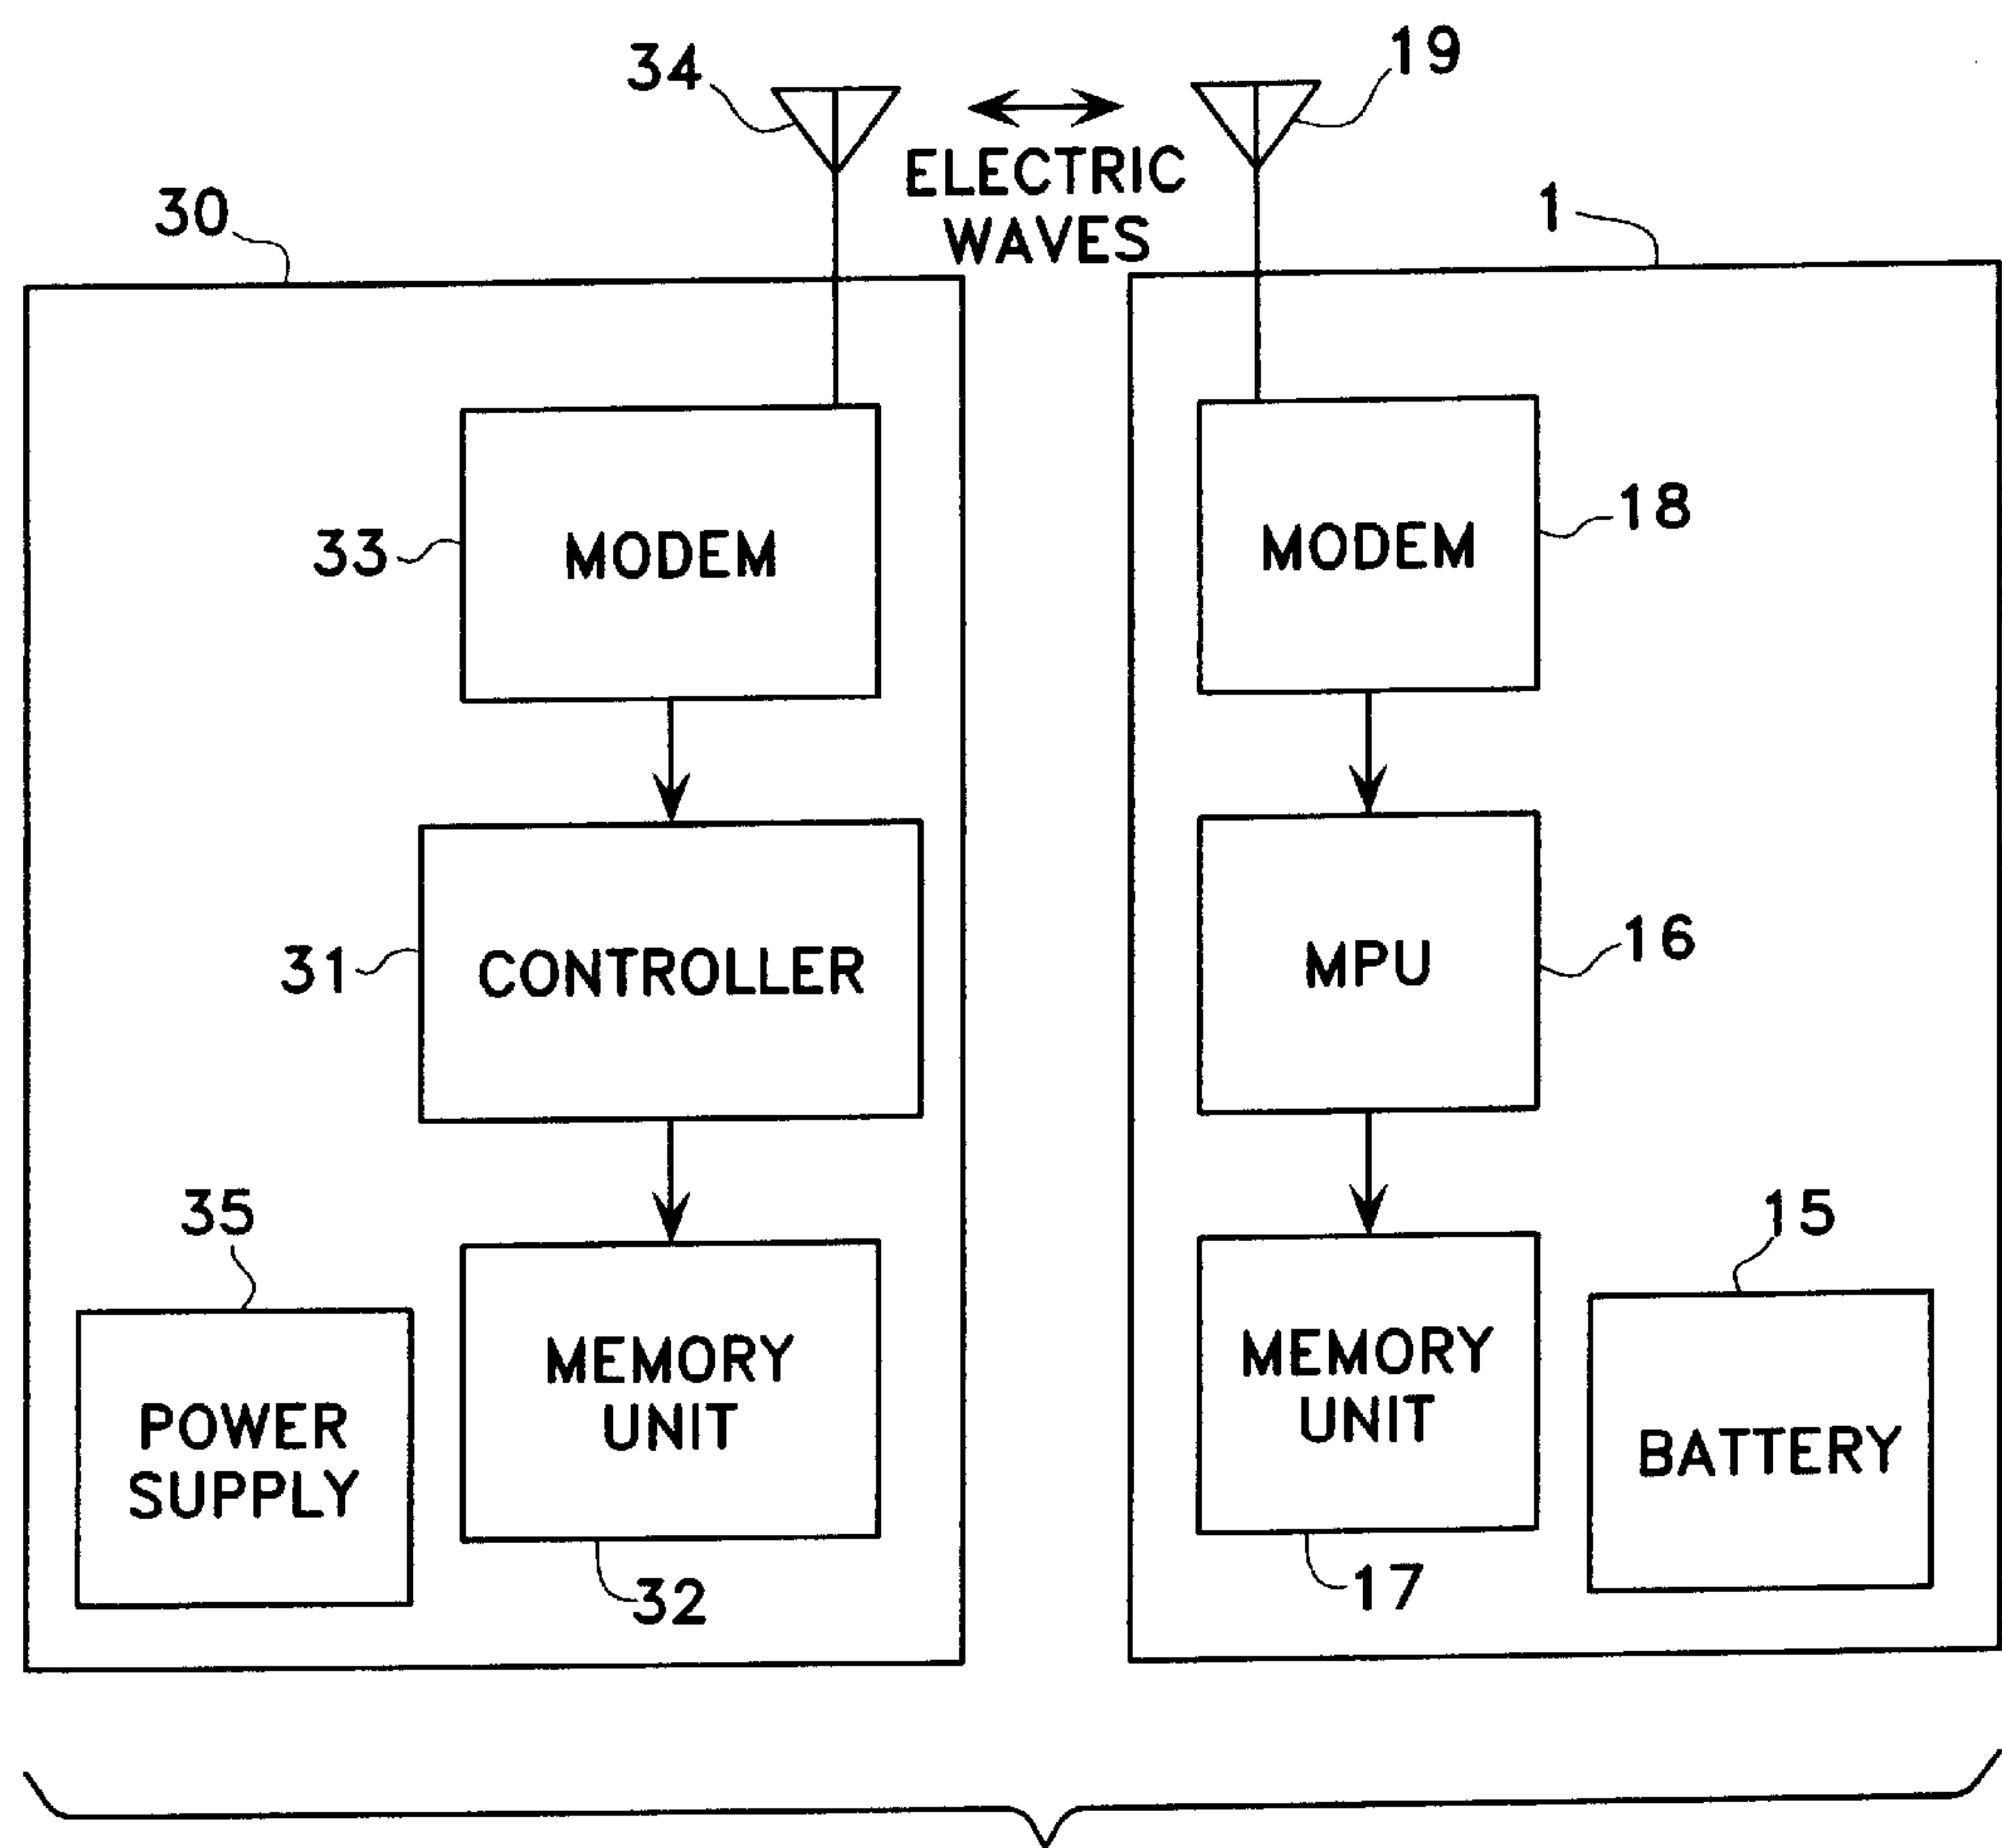 34
19
ELECTRIC
WAVES
30
1
33
MODEM
MODEM
18
31
CONTROLLER
MPU
16
35
15
POWER
SUPPLY
MEMORY
UNIT
MEMORY
UNIT
BATTERY
32
17